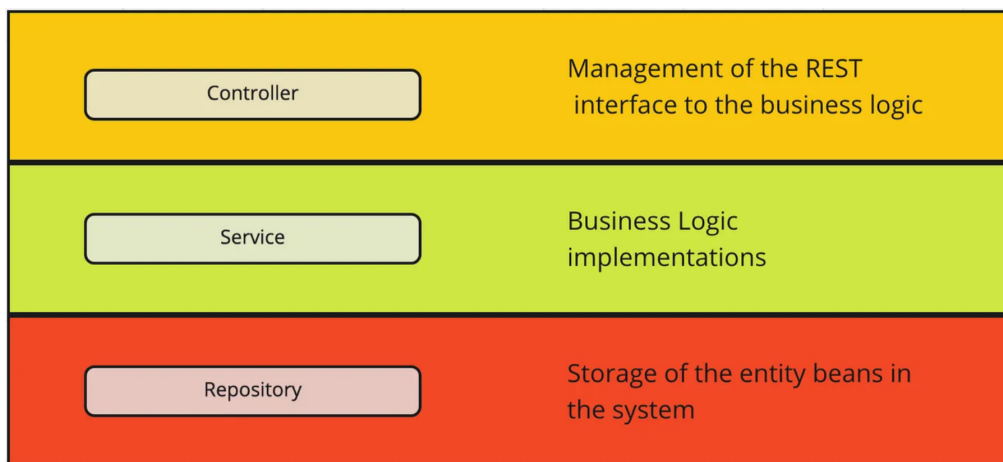 Controller
Management of the REST
interface to the business logic
Service
Business Logic
implementations
Repository
Storage of the entity beans in
the system